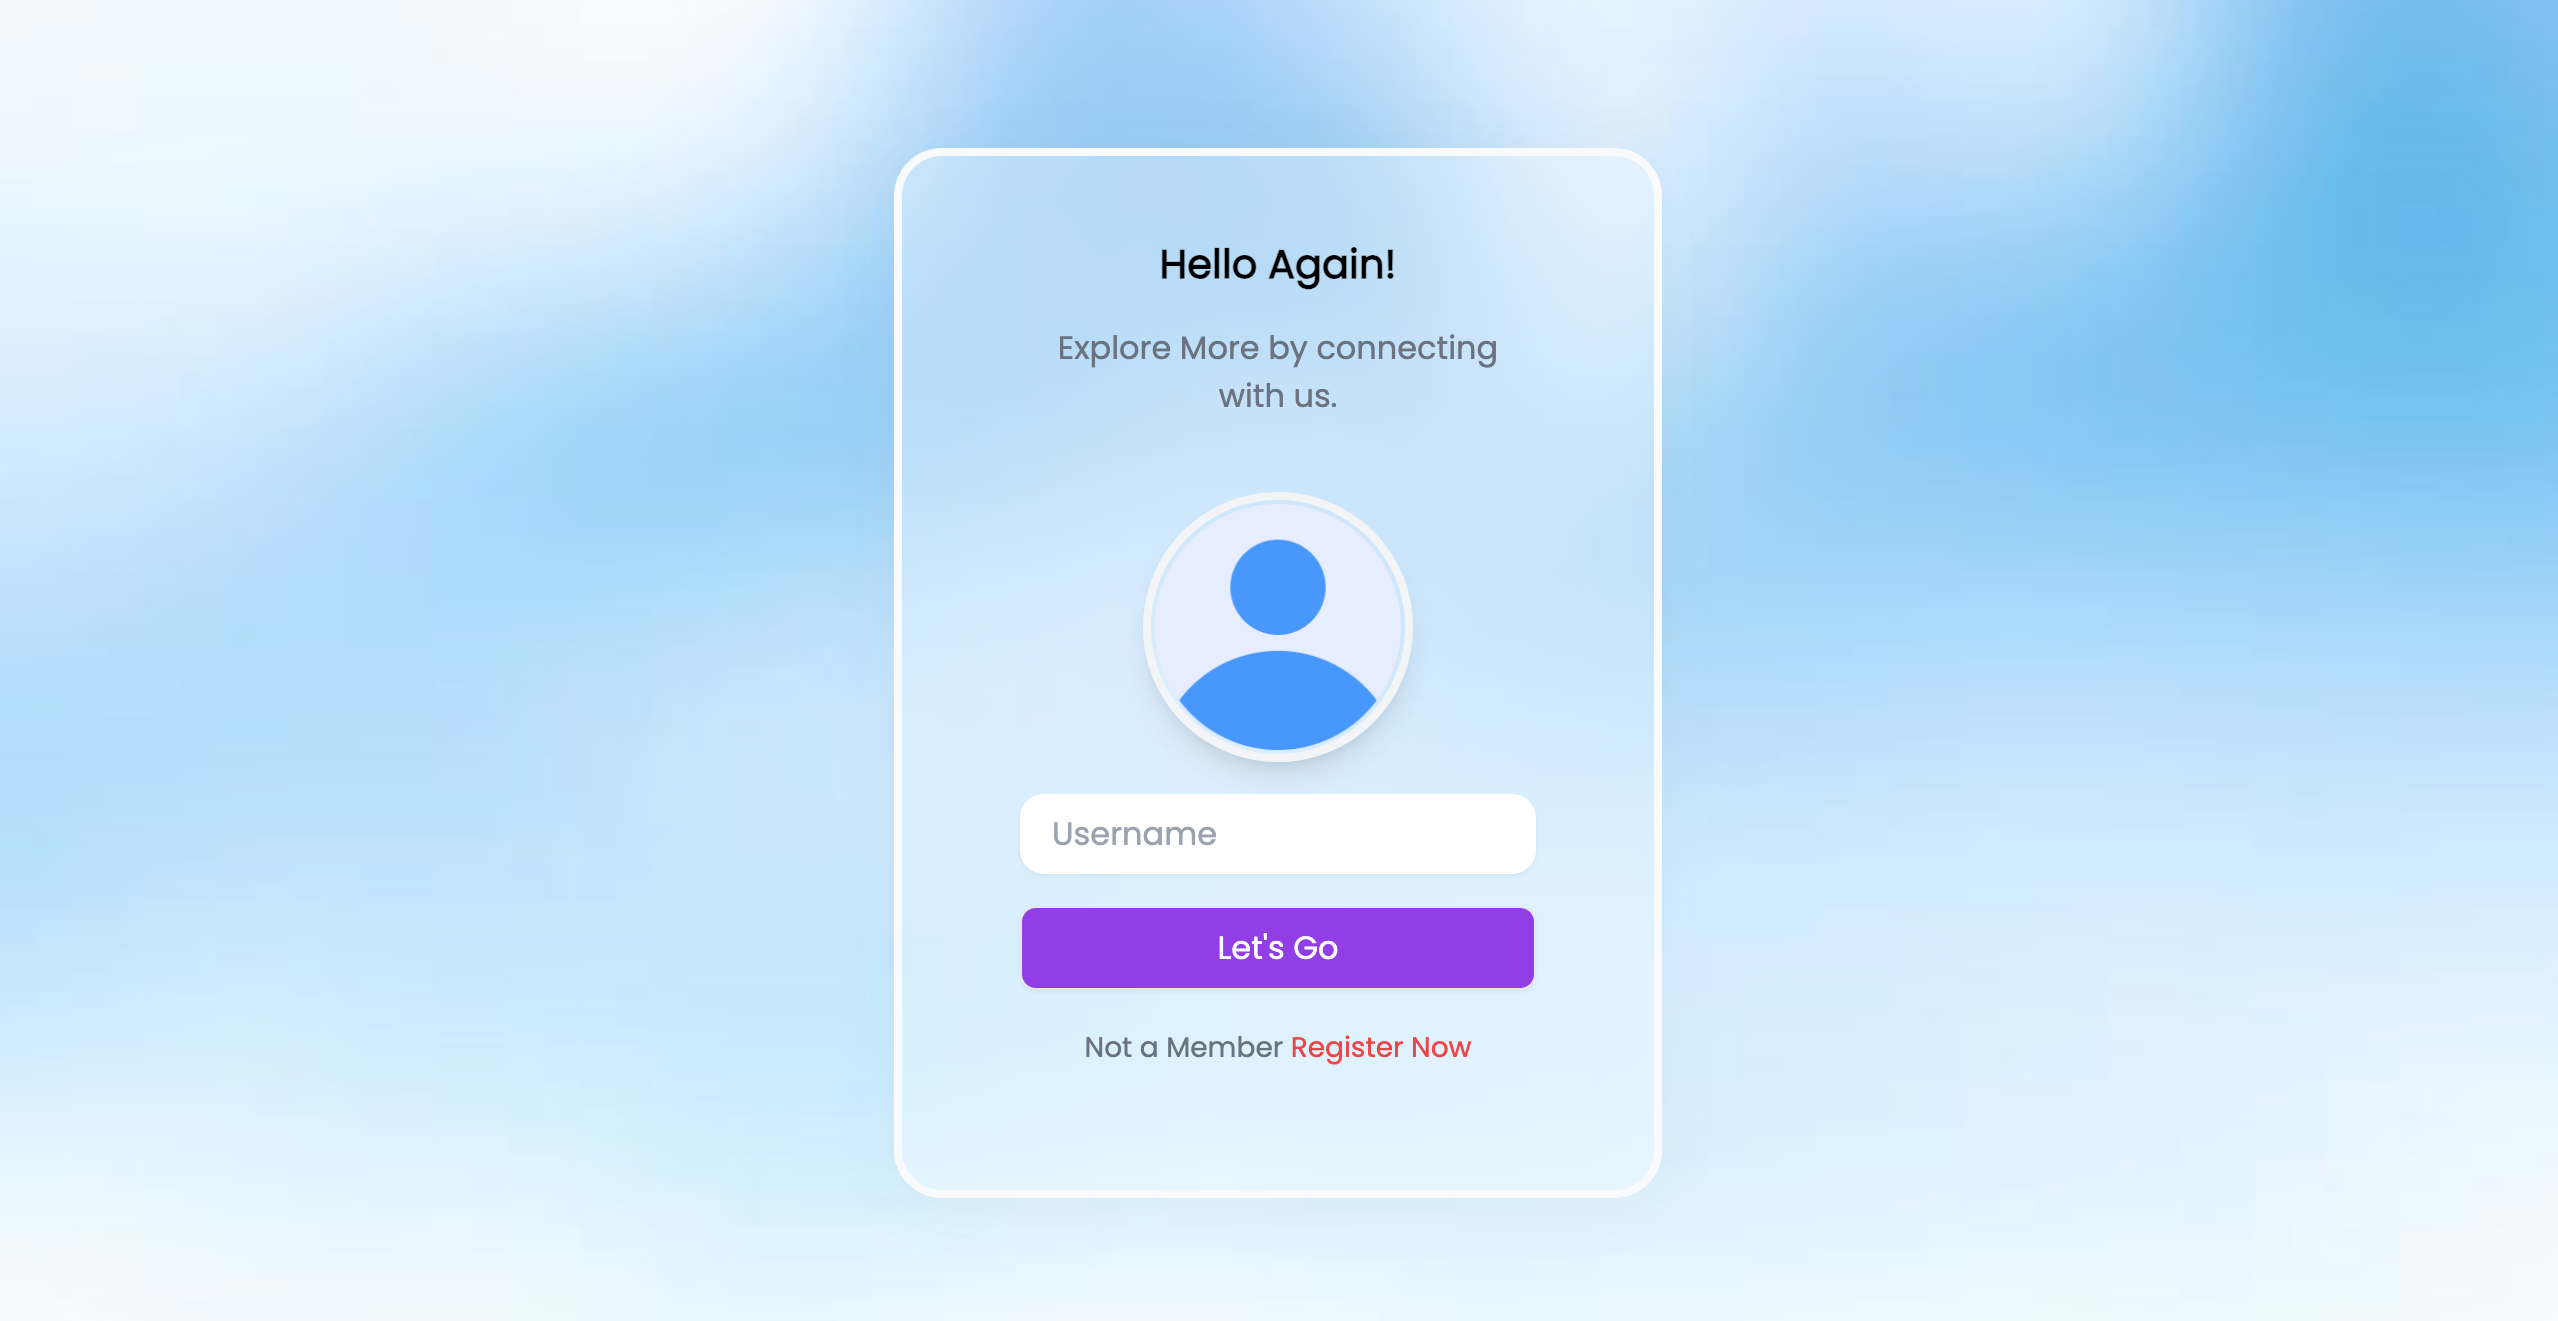 Hello Again!
Explore More by connecting
with us.
Username
Let's Go
Not a Member Register Now